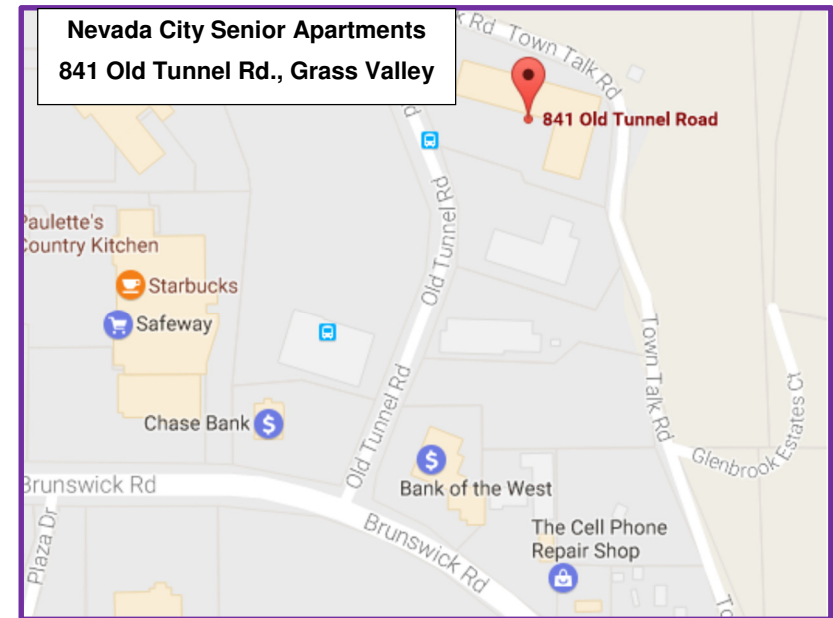 Nevada City Senior Apartments
841 Old Tunnel Rd., Grass Valley
Rd Town Talk Rd
841 Old Tunnel Road
Old Tunnel Rd
Paulette's
Country Kitchen
Starbucks
Safeway
Town Talk Rd
Old Tunnel Rd
Chase Bank
Glenbrook Estates Ct
Bank of the West
Brunswick Rd
Plaza Dr
Brunswick Rd
The Cell Phone
Repair Shop